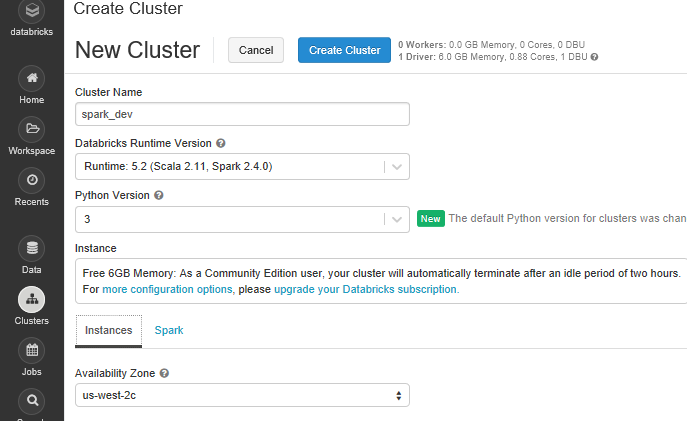 Create Cluster
databricks
New Cluster
Cancel
Create Cluster
0 Workers: 0.0 GB Memory, 0 Cores, 0 DBU
1 Driver: 6.0 GB Memory, 0.88 Cores, 1 DBU ?
Home
Cluster Name
spark_dev
Workspace
Databricks Runtime Version ?
Runtime: 5.2 (Scala 2.11, Spark 2.4.0)
Recents
Python Version ?
3
New The default Python version for clusters was chan
Data
Instance
Free 6GB Memory: As a Community Edition user, your cluster will automatically terminate after an idle period of two hours.
For more configuration options, please upgrade your Databricks subscription.
Clusters
Instances
Spark
Jobs
Availability Zone ?
us-west-2c